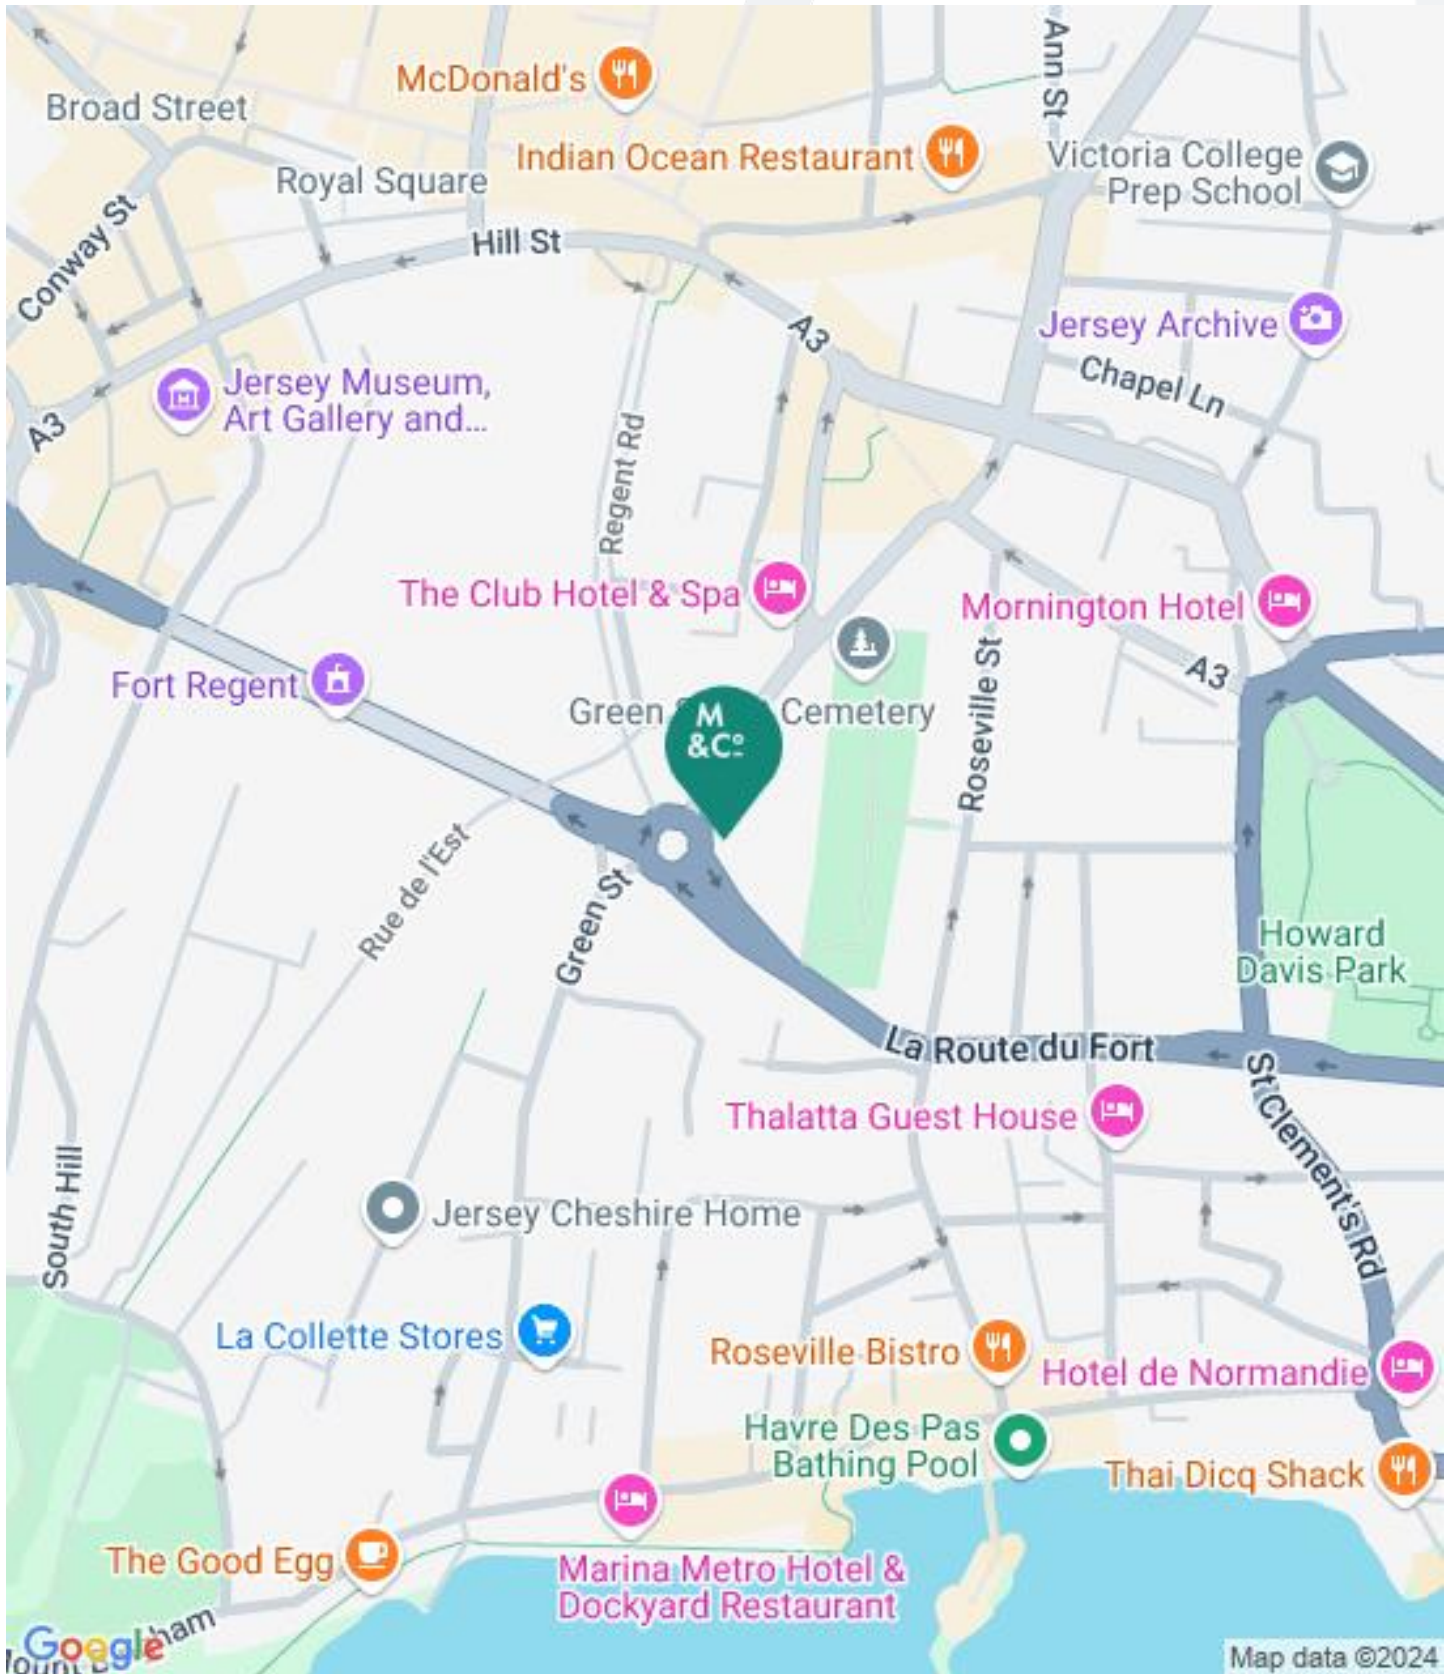 Ann St
McDonald's
Broad Street
Indian Ocean Restaurant
Victoria College
Prep School
Royal Square
Conway St
Hill St
A3
Jersey Archive
Chapel Ln
Jersey Museum,
Art Gallery and...
A3
Regent Rd
The Club Hotel & Spa
Mornington Hotel
Roseville St
A3
Fort Regent
Green
Cemetery
M
&Co
Rue de l'Est
Green St
Howard
Davis Park
La Route du Fort
St Clement's Rd
Thalatta Guest House
South Hill
Jersey Cheshire Home
La Collette Stores
Roseville Bistro
Hotel de Normandie
Havre Des Pas
Bathing Pool
Thai Dicq Shack
The Good Egg
Marina Metro Hotel &
Dockyard Restaurant
Google
Map data ©2024